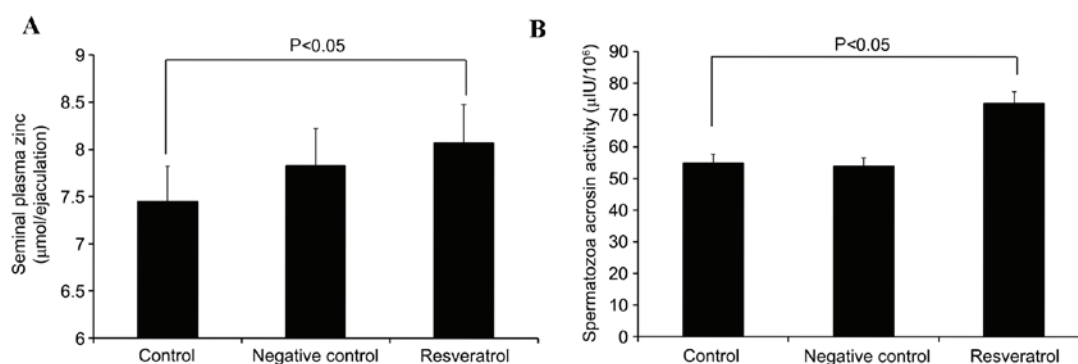 A
P<0.05
Seminal plasma zinc
(μmol/ejaculation)
9
8.5
8
7.5
7
6.5
6
Control
Negative control
Resveratrol
B
P<0.05
Spermatozoa acrosin activity (μIU/10⁶)
90
80
70
60
50
40
30
20
10
0
Control
Negative control
Resveratrol